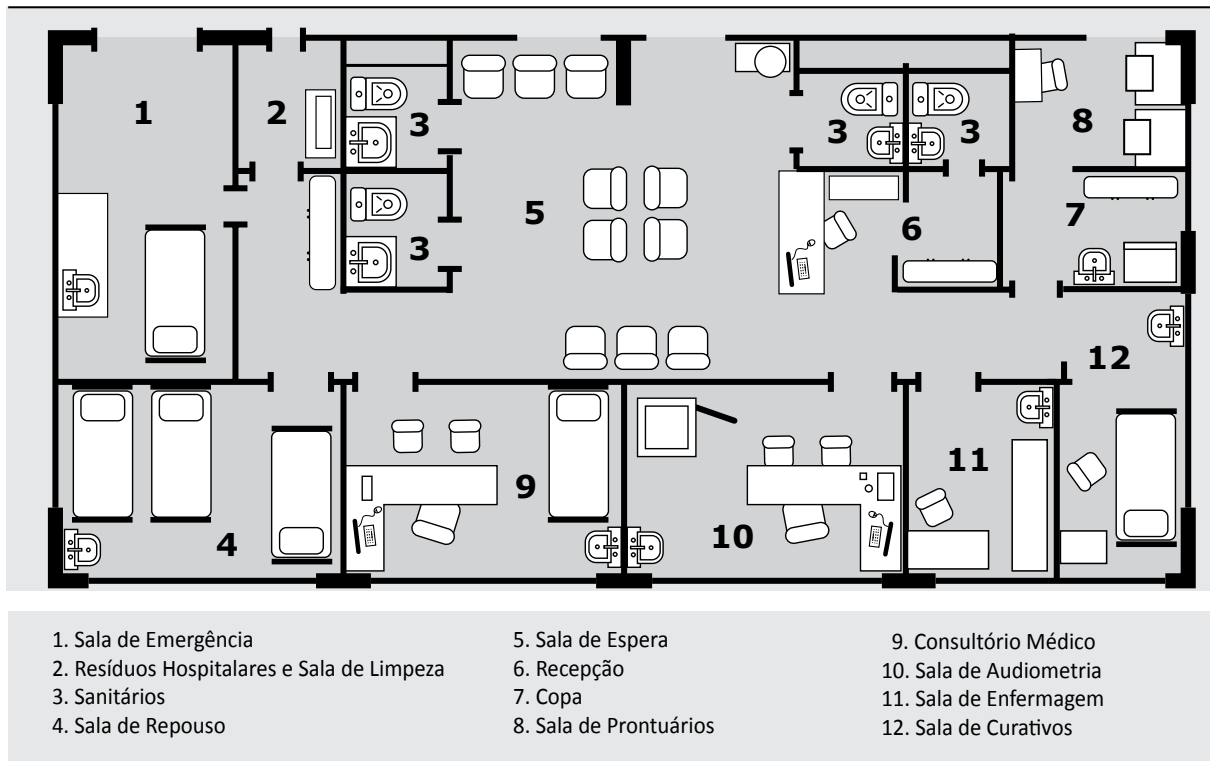 1
2
3
3
3
8
5
6
7
3
12
9
11
4
10
1. Sala de Emergência
2. Resíduos Hospitalares e Sala de Limpeza
3. Sanitários
4. Sala de Repouso
5. Sala de Espera
6. Recepção
7. Copa
8. Sala de Prontuários
9. Consultório Médico
10. Sala de Audiometria
11. Sala de Enfermagem
12. Sala de Curativos